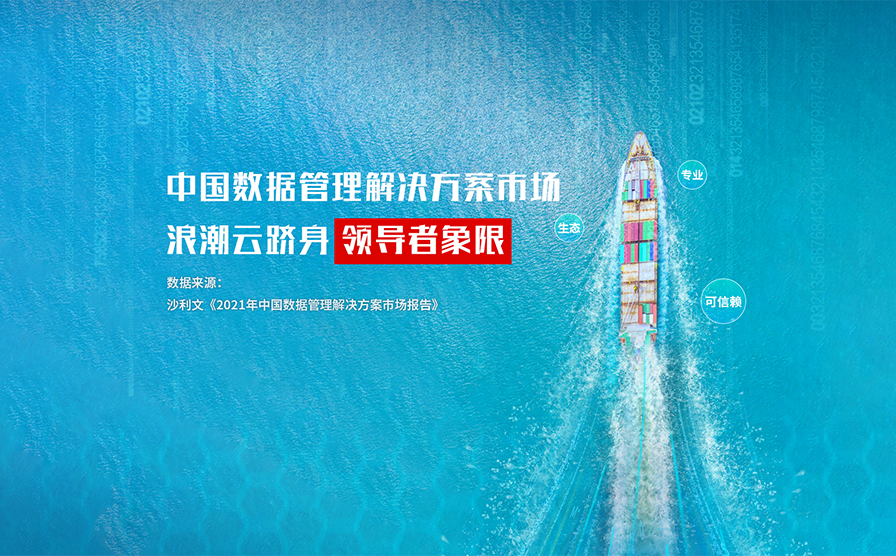 中国数据管理解决方案市场
浪潮云跻身 领导者象限
数据来源：
沙利文《2021年中国数据管理解决方案市场报告》
专业
生态
可信赖